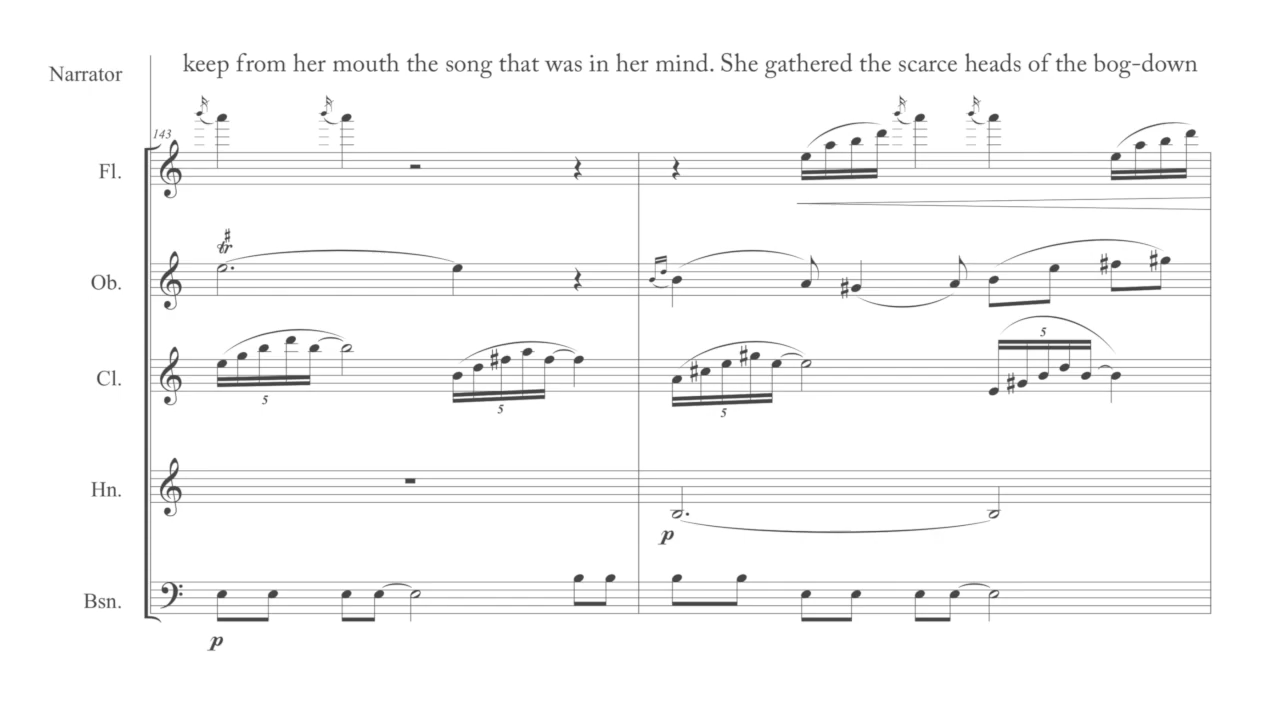 Narrator keep from her mouth the song that was in her mind. She gathered the scarce heads of the bog-down
143
Fl.
tr
Ob.
Cl. 5 5 5 5
Hn.
p
Bsn.
p